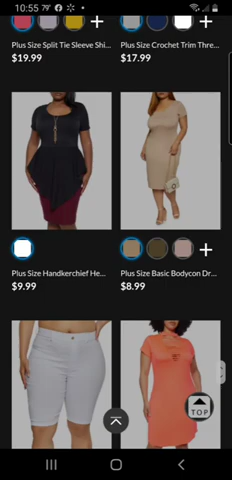 10:55 79°
Plus Size Split Tie Sleeve Shi...
$19.99
Plus Size Crochet Trim Thre...
$17.99
Plus Size Handkerchief He...
$9.99
Plus Size Basic Bodycon Dr...
$8.99
TOP